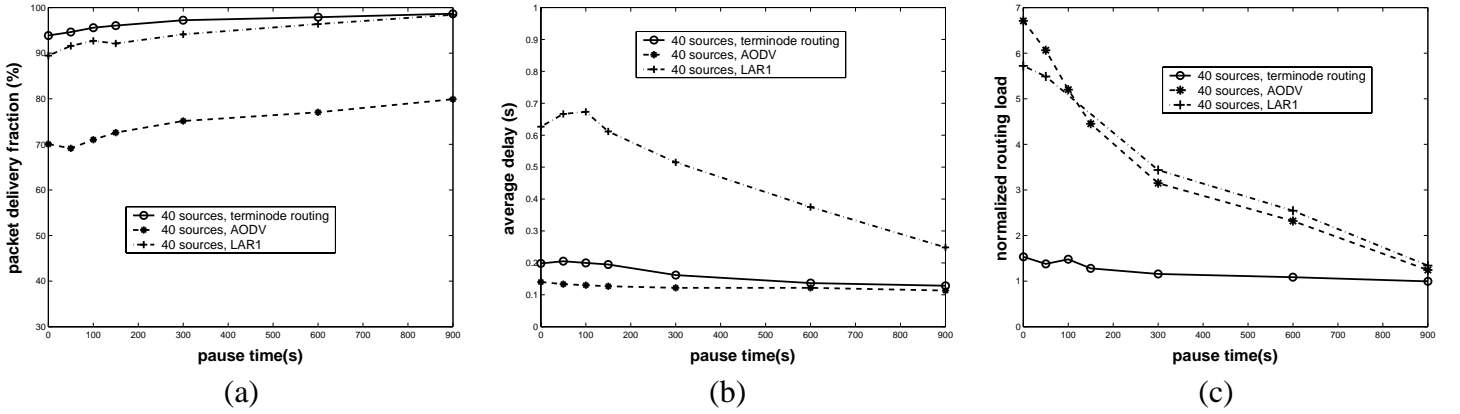 100
90
80
70
60
50
40
30
0 100 200 300 400 500 600 700 800 900
packet delivery fraction (%)
pause time(s)
40 sources, terminode routing
40 sources, AODV
40 sources, LAR1
(a)
1
0.9
0.8
0.7
0.6
0.5
0.4
0.3
0.2
0.1
0
0 100 200 300 400 500 600 700 800 900
average delay (s)
pause time(s)
40 sources, terminode routing
40 sources, AODV
40 sources, LAR1
(b)
7
6
5
4
3
2
1
0
0 100 200 300 400 500 600 700 800 900
normalized routing load
pause time(s)
40 sources, terminode routing
40 sources, AODV
40 sources, LAR1
(c)